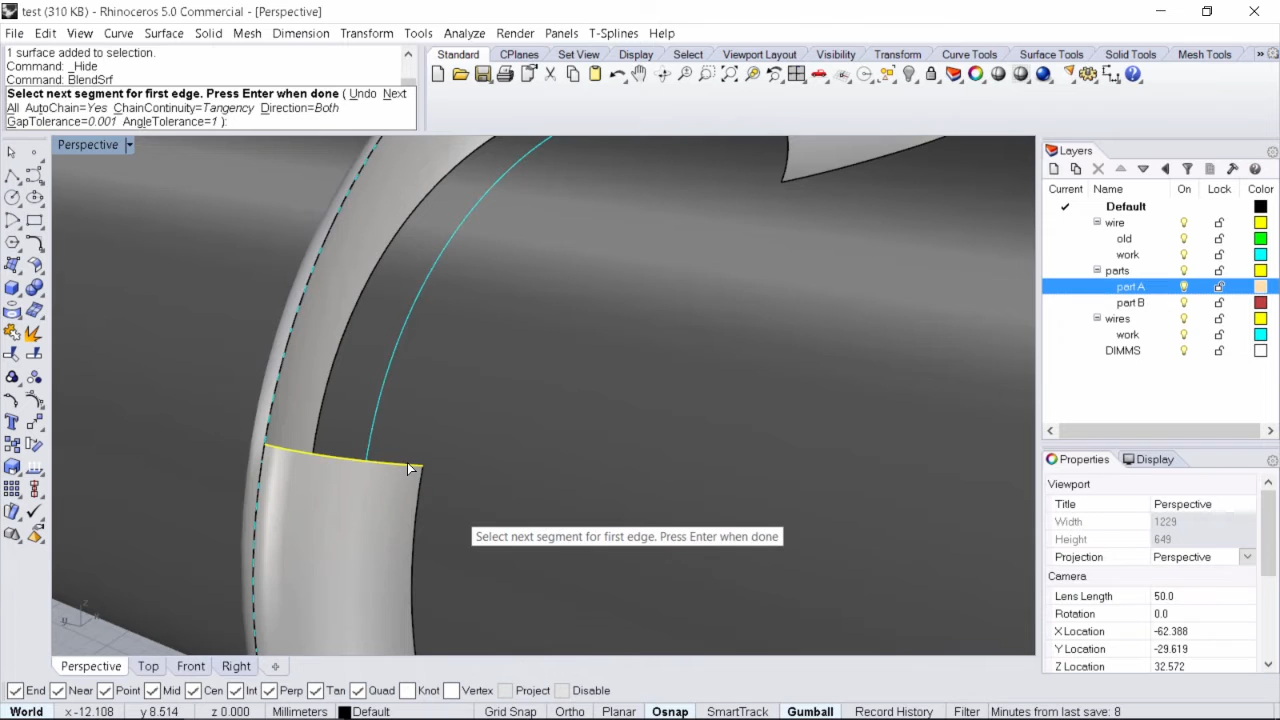 test (310 KB) - Rhinoceros 5.0 Commercial - [Perspective]
File Edit View Curve Surface Solid Mesh Dimension Transform Tools Analyze Render Panels T-Splines Help
1 surface added to selection.
Command: _Hide
Command: BlendSrf
Select next segment for first edge. Press Enter when done ( Undo Next
All AutoChain=Yes ChainContinuity=Tangency Direction=Both
GapTolerance=0.001 AngleTolerance=1 ):
Standard CPlanes Set View Display Select Viewport Layout Visibility Transform Curve Tools Surface Tools Solid Tools Mesh Tools »
Perspective
Layers
Current Name On Lock Color
Default
wire
old
work
parts
part A
part B
wires
work
DIMMS
Properties Display
Viewport
Title Perspective
Width 1229
Height 649
Projection Perspective
Camera
Lens Length 50.0
Rotation 0.0
X Location -62.388
Y Location -29.619
Z Location 32.572
Select next segment for first edge. Press Enter when done
z
y
Perspective Top Front Right
End Near Point Mid Cen Int Perp Tan Quad Knot Vertex Project Disable
World x -12.108 y 8.514 z 0.000 Millimeters Default Grid Snap Ortho Planar Osnap SmartTrack Gumball Record History Filter Minutes from last save: 8